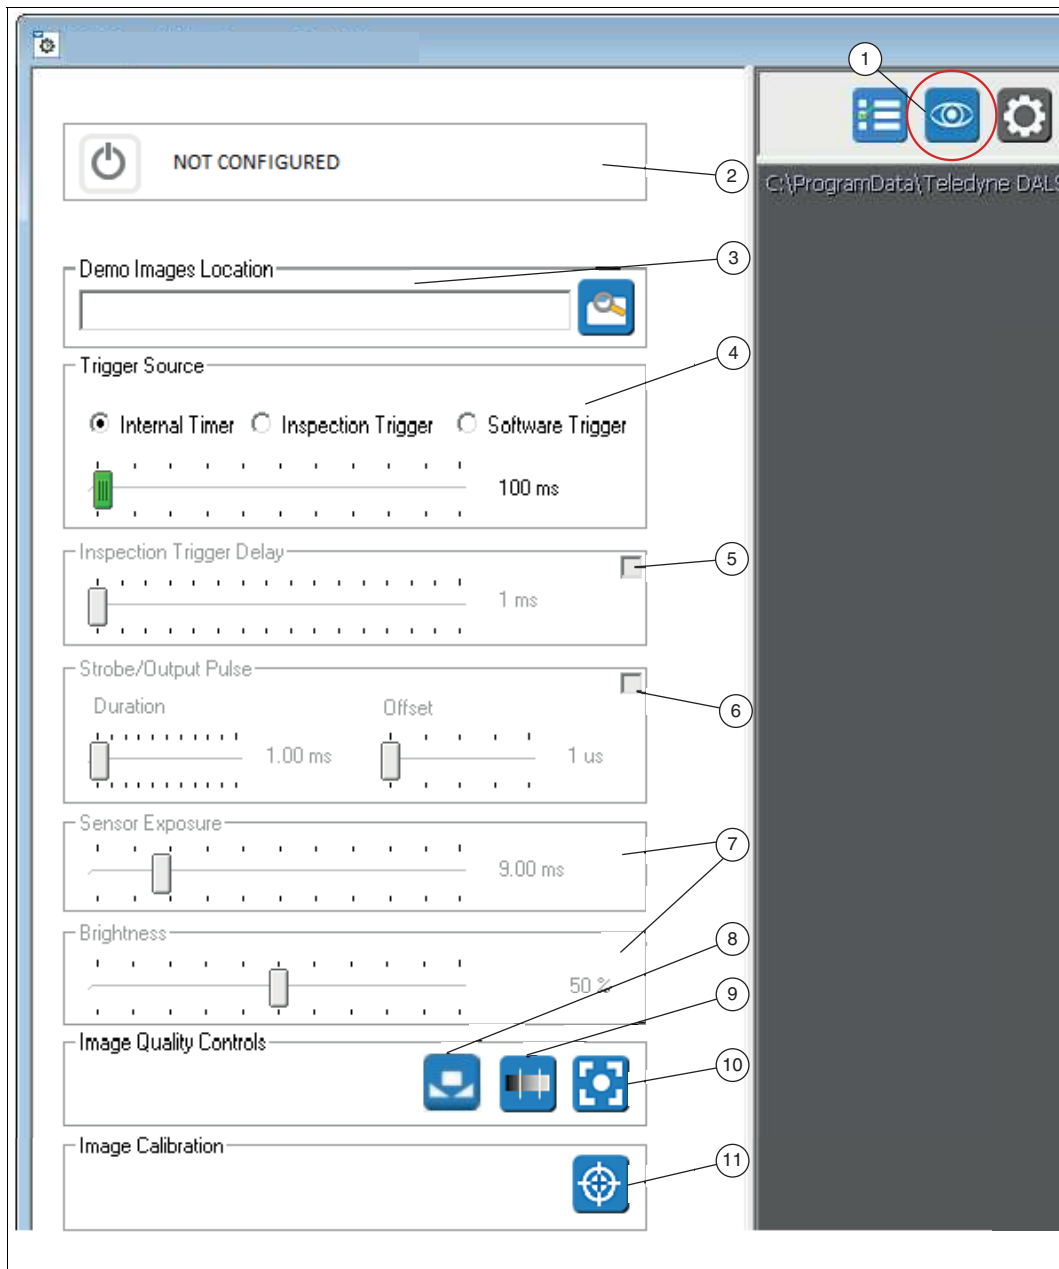 1
NOT CONFIGURED
2
C:\ProgramData\Teledyne DALS
Demo Images Location
3
Trigger Source
4
Internal Timer Inspection Trigger Software Trigger
100 ms
Inspection Trigger Delay
5
1 ms
Strobe/Output Pulse
6
Duration Offset
1.00 ms 1 us
Sensor Exposure
7
9.00 ms
Brightness
8
50 %
9
Image Quality Controls
10
Image Calibration
11